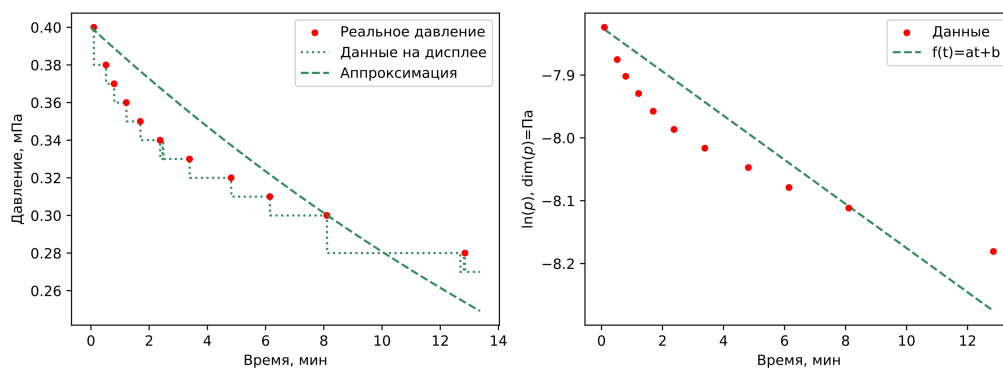 Давление, мПа
0.40
0.38
0.36
0.34
0.32
0.30
0.28
0.26
Реальное давление
Данные на дисплее
Аппроксимация
0 2 4 6 8 10 12 14
Время, мин
ln(p), dim(p)=Па
−7.9
−8.0
−8.1
−8.2
Данные
f(t)=at+b
0 2 4 6 8 10 12
Время, мин